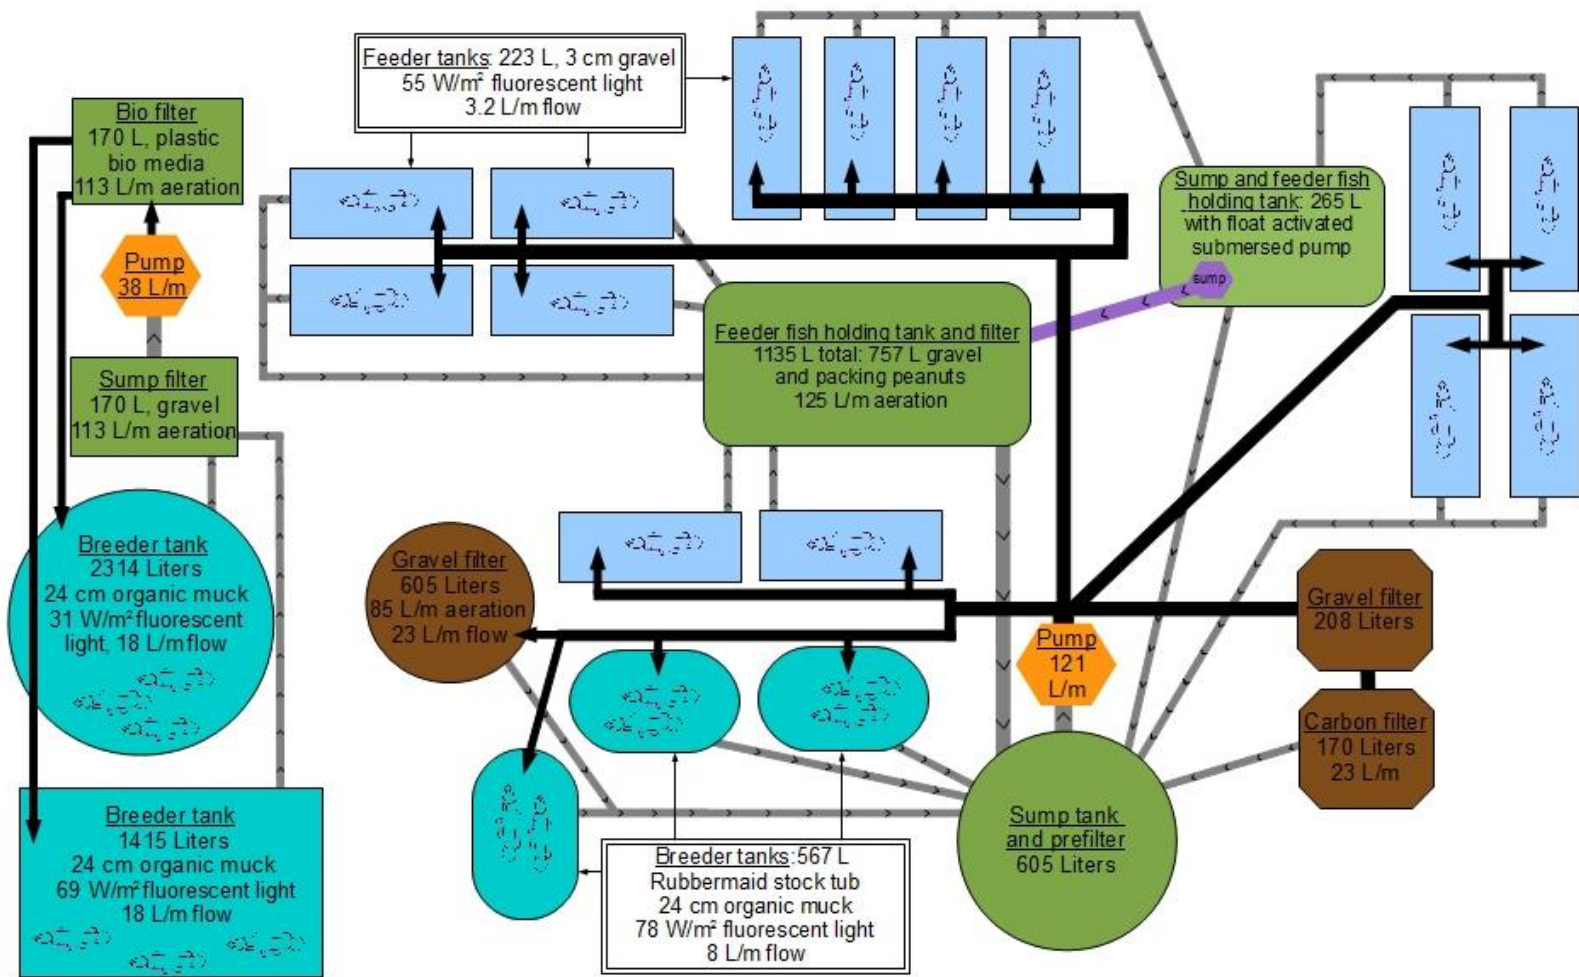 Feeder tanks: 223 L, 3 cm gravel
55 W/m² fluorescent light
3.2 L/m flow
Bio filter
170 L, plastic
bio media
113 L/m aeration
Pump
38 L/m
Sump filter
170 L, gravel
113 L/m aeration
Breeder tank
2314 Liters
24 cm organic muck
31 W/m² fluorescent
light, 18 L/m flow
Breeder tank
1415 Liters
24 cm organic muck
69 W/m² fluorescent light
18 L/m flow
Sump and feeder fish
holding tank: 265 L
with float activated
submersed pump
sump
Feeder fish holding tank and filter
1135 L total: 757 L gravel
and packing peanuts
125 L/m aeration
Gravel filter
605 Liters
85 L/m aeration
23 L/m flow
Pump
121
L/m
Gravel filter
208 Liters
Carbon filter
170 Liters
23 L/m
Sump tank
and prefilter
605 Liters
Breeder tanks: 567 L
Rubbermaid stock tub
24 cm organic muck
78 W/m² fluorescent light
8 L/m flow